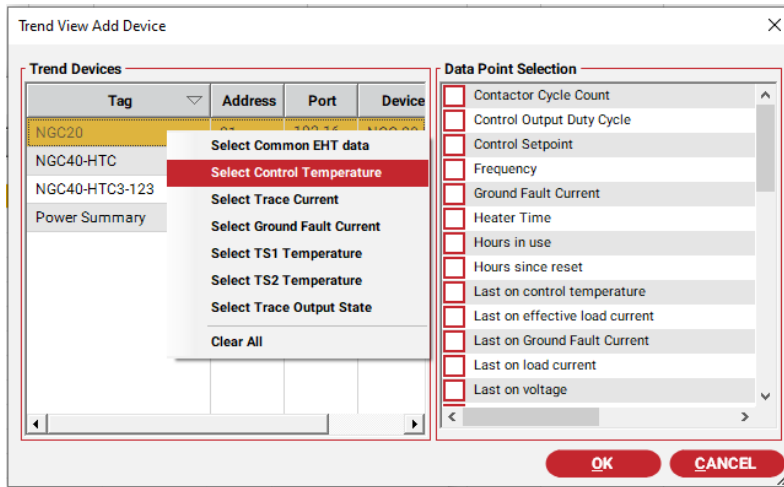 Trend View Add Device
Trend Devices
Tag Address Port Device
NGC20
NGC40-HTC
NGC40-HTC3-123
Power Summary
Select Common EHT data
Select Control Temperature
Select Trace Current
Select Ground Fault Current
Select TS1 Temperature
Select TS2 Temperature
Select Trace Output State
Clear All
Data Point Selection
Contactor Cycle Count
Control Output Duty Cycle
Control Setpoint
Frequency
Ground Fault Current
Heater Time
Hours in use
Hours since reset
Last on control temperature
Last on effective load current
Last on Ground Fault Current
Last on load current
Last on voltage
OK CANCEL